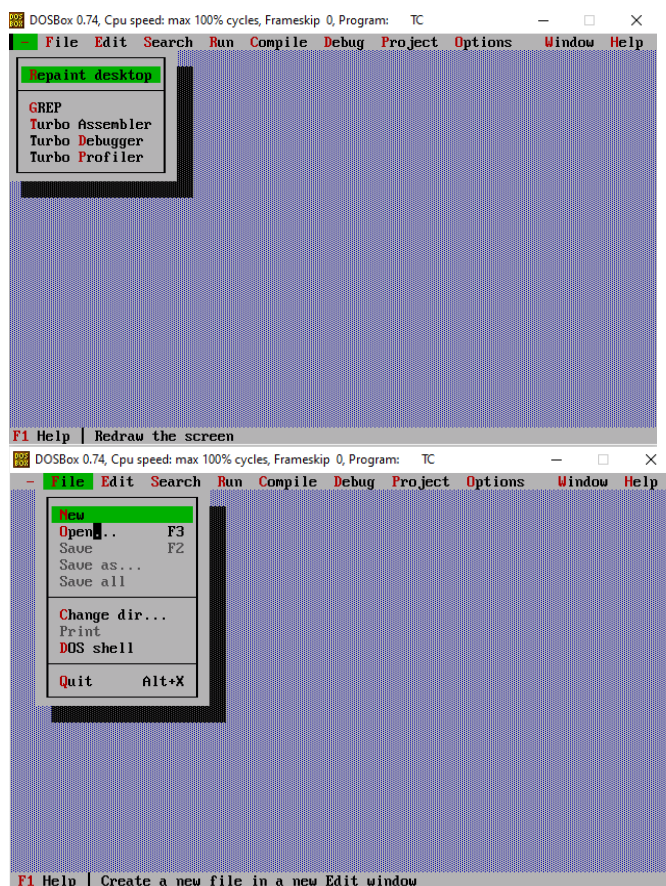 DOSBox 0.74, Cpu speed: max 100% cycles, Frameskip 0, Program: TC
File Edit Search Run Compile Debug Project Options Window Help
Repaint desktop
GREP
Turbo Assembler
Turbo Debugger
Turbo Profiler
F1 Help | Redraw the screen
DOSBox 0.74, Cpu speed: max 100% cycles, Frameskip 0, Program: TC
File Edit Search Run Compile Debug Project Options Window Help
New
Open... F3
Save F2
Save as...
Save all
Change dir...
Print
DOS shell
Quit Alt+X
F1 Help | Create a new file in a new Edit window